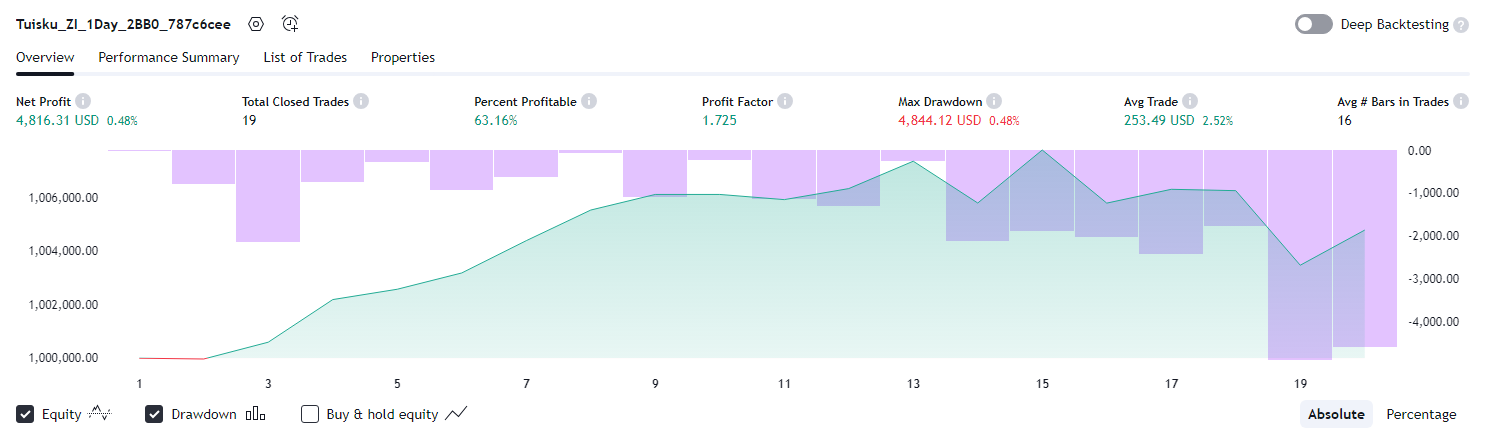 Tuisku_ZI_1Day_2BB0_787c6cee
Deep Backtesting ?
Overview Performance Summary List of Trades Properties
Net Profit i Total Closed Trades i Percent Profitable i Profit Factor i Max Drawdown i Avg Trade i Avg # Bars in Trades i
4,816.31 USD 0.48% 19 63.16% 1.725 4,844.12 USD 0.48% 253.49 USD 2.52% 16
0.00
1,006,000.00 -1,000.00
-2,000.00
1,004,000.00
-3,000.00
1,002,000.00
-4,000.00
1,000,000.00
1 3 5 7 9 11 13 15 17 19
Equity Drawdown Buy & hold equity Absolute Percentage